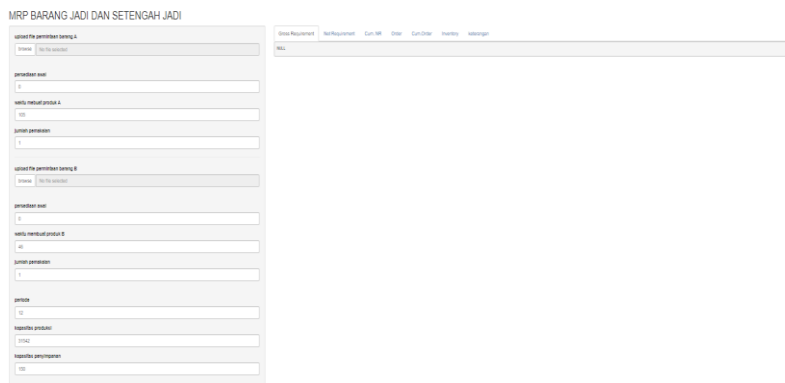 MRP BARANG JADI DAN SETENGAH JADI
upload file permintaan barang A
Browse... No file selected
persediaan awal
0
waktu mebuat produk A
105
jumlah pemakaian
1
upload file permintaan barang B
Browse... No file selected
persediaan awal
0
waktu membuat produk B
46
jumlah pemakaian
1
periode
12
kapasitas produksi
kapasitas penyimpanan
100
Gross Requirement Net Requirement Cum. NR Order Cum.Order Inventory keterangan
NULL